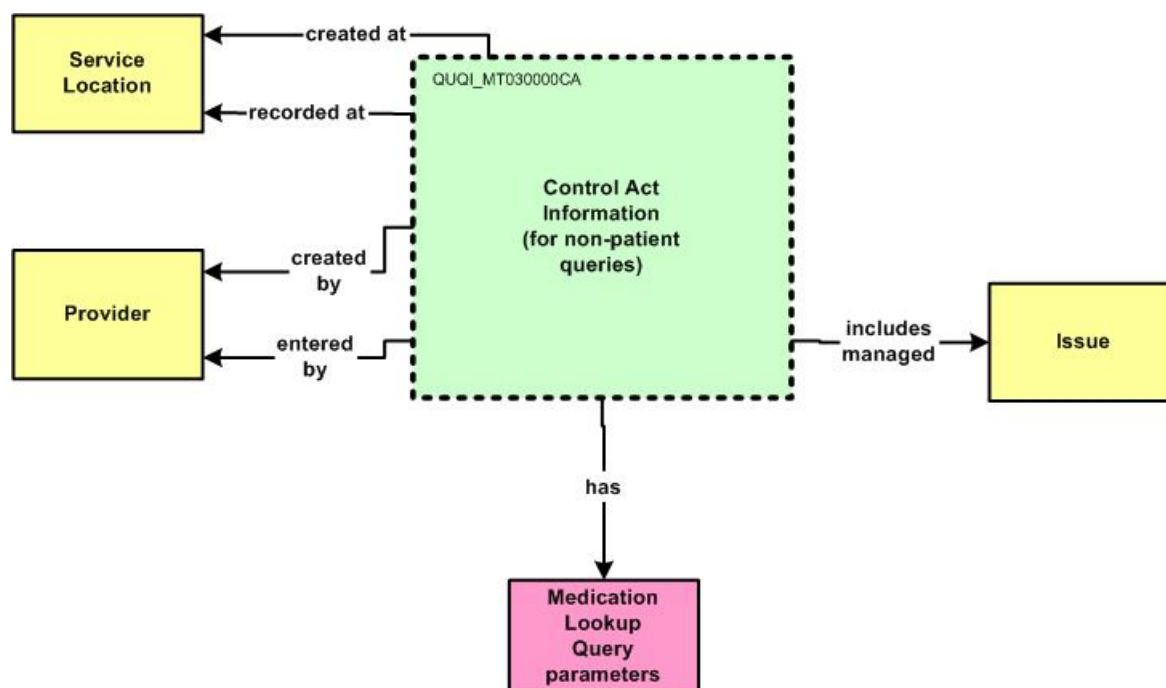 created at
Service
Location
QUQI_MT030000CA
recorded at
Control Act
Information
(for non-patient
queries)
created
by
Provider
entered
by
includes
managed
Issue
has
Medication
Lookup
Query
parameters